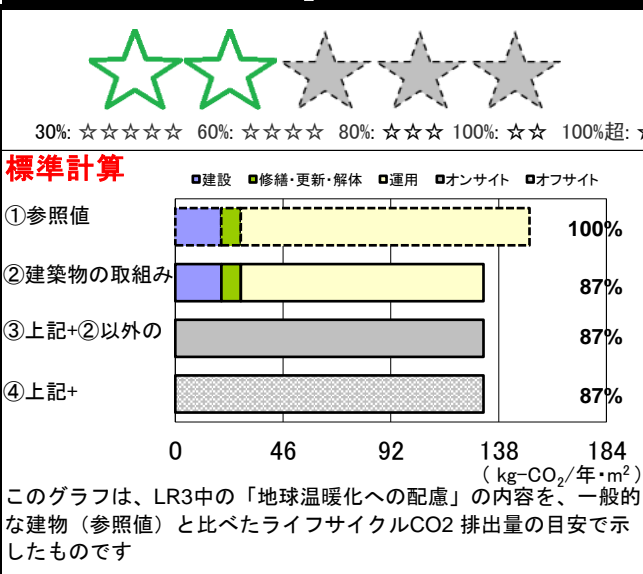 30%: ☆☆☆☆☆ 60%: ☆☆☆☆ 80%: ☆☆☆ 100%: ☆☆ 100%超:
標準計算
建設 修繕・更新・解体 運用 オンサイト オフサイト
①参照値 100%
②建築物の取組み 87%
③上記+②以外の 87%
④上記+ 87%
0 46 92 138 184
( kg-CO₂/年・m²)
このグラフは、LR3中の「地球温暖化への配慮」の内容を、一般的
な建物（参照値）と比べたライフサイクルCO2 排出量の目安で示
したものです